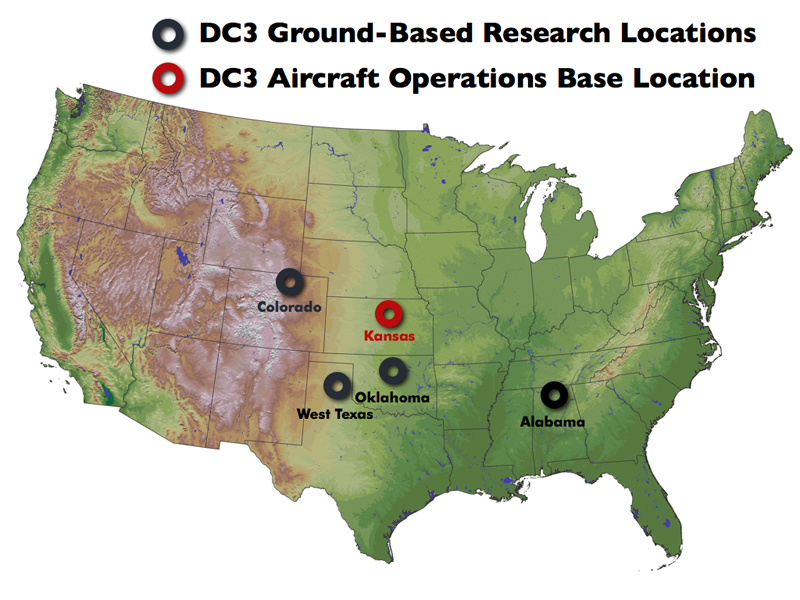 DC3 Ground-Based Research Locations
DC3 Aircraft Operations Base Location
Colorado
Kansas
Oklahoma
West Texas
Alabama